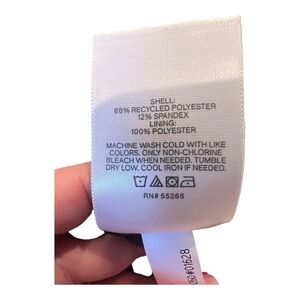 SHELL:
88% RECYCLED POLYESTER
12% SPANDEX
LINING:
100% POLYESTER
MACHINE WASH COLD WITH LIKE
COLORS. ONLY NON-CHLORINE
BLEACH WHEN NEEDED. TUMBLE
DRY LOW. COOL IRON IF NEEDED.
RN# 55285